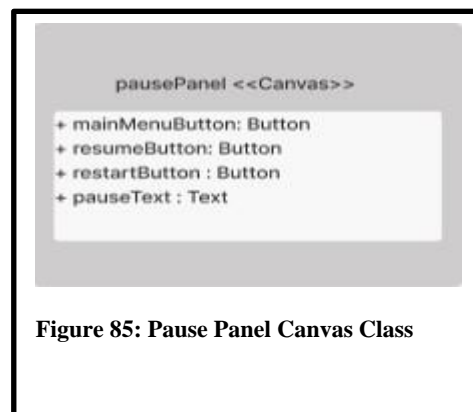 pausePanel <<Canvas>>
+ mainMenuButton: Button
+ resumeButton: Button
+ restartButton : Button
+ pauseText : Text
Figure 85: Pause Panel Canvas Class